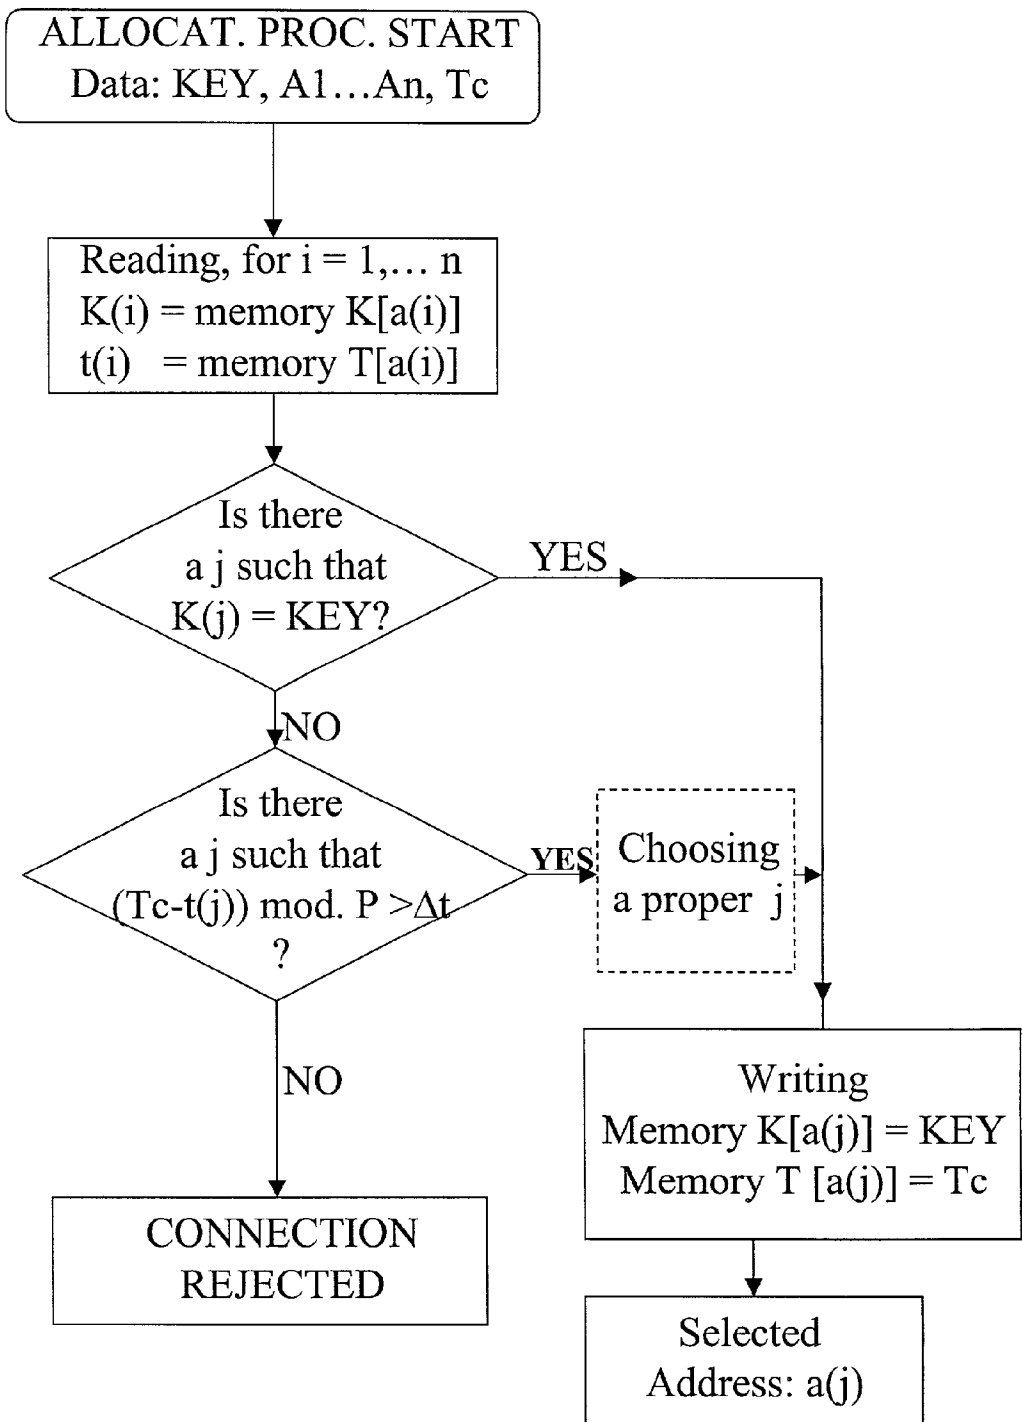 ALLOCAT. PROC. START
Data: KEY, A1...An, Tc
Reading, for i = 1,... n
K(i) = memory K[a(i)]
t(i) = memory T[a(i)]
Is there
a j such that
K(j) = KEY?
YES
NO
Is there
a j such that
(Tc-t(j)) mod. P >Δt
?
YES
Choosing
a proper j
NO
Writing
Memory K[a(j)] = KEY
Memory T [a(j)] = Tc
CONNECTION
REJECTED
Selected
Address: a(j)